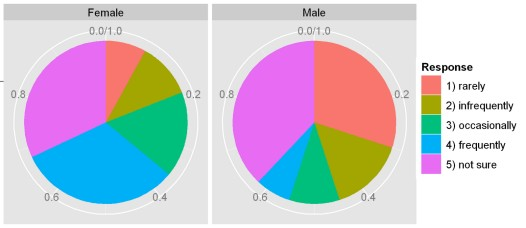 Female
Male
0.0/1.0
0.2
0.4
0.6
0.8
0.0/1.0
0.2
0.4
0.6
0.8
Response
1) rarely
2) infrequently
3) occasionally
4) frequently
5) not sure